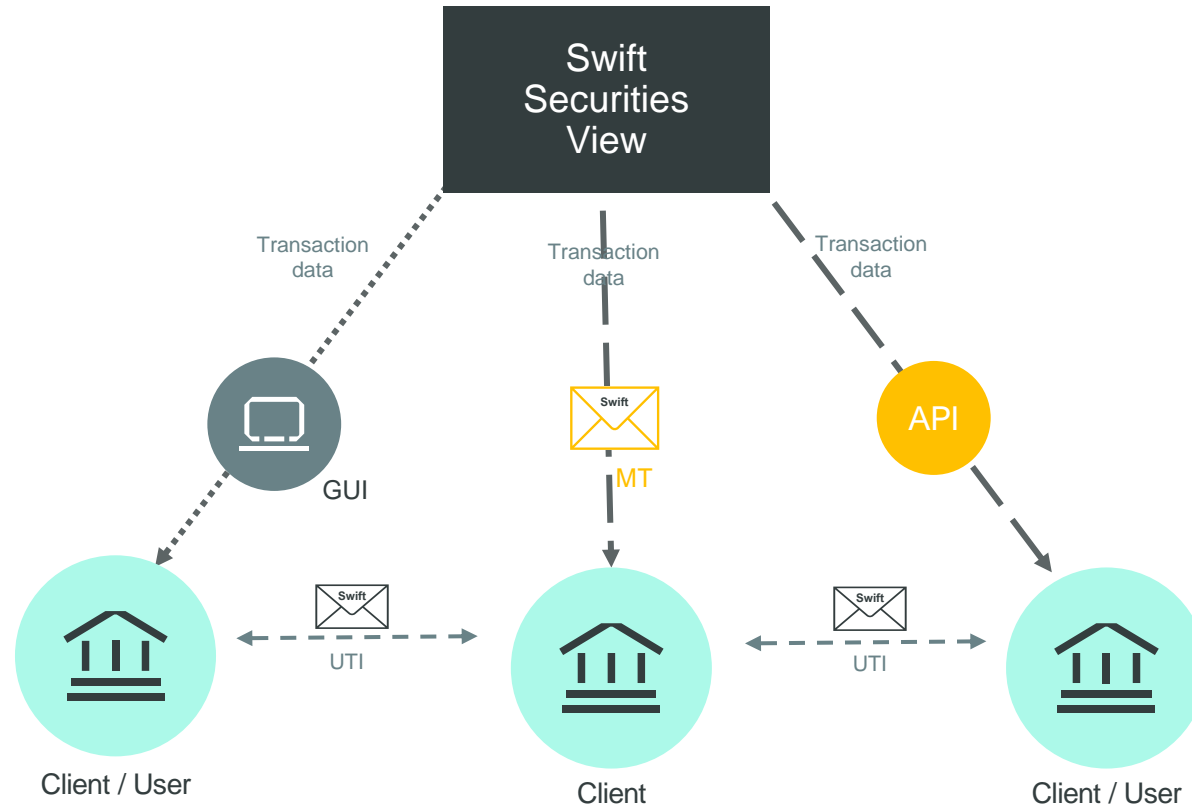 Swift
Securities
View
Transaction
data
Transaction
data
Transaction
data
Swift
API
MT
GUI
Swift
UTI
Swift
UTI
Client / User
Client
Client / User